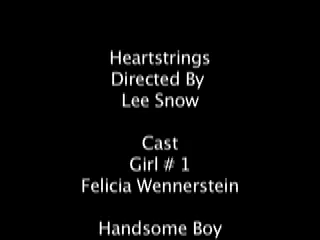 Heartstrings
Directed By
Lee Snow
Cast
Girl # 1
Felicia Wennerstein
Handsome Boy